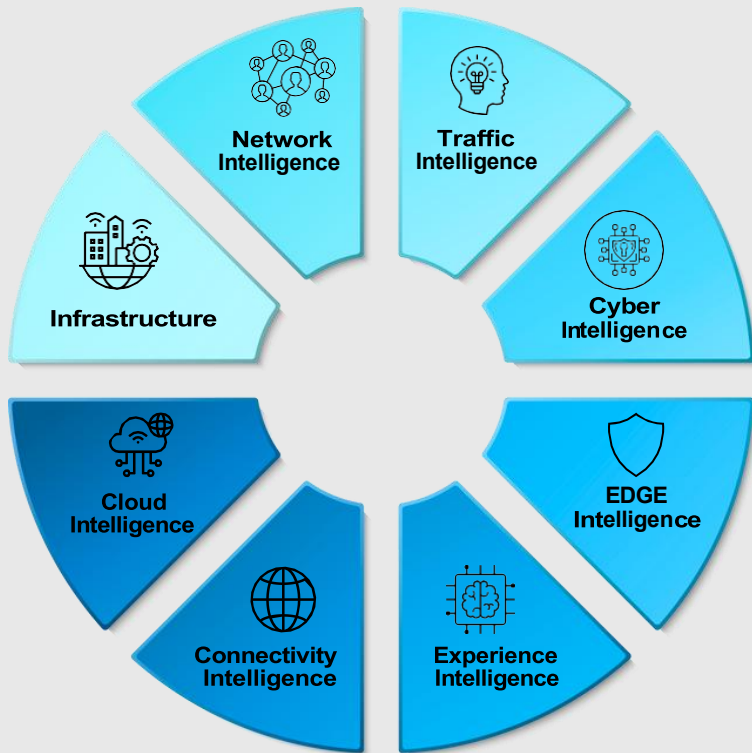 Network
Intelligence
Traffic
Intelligence
Infrastructure
Cyber
Intelligence
Cloud
Intelligence
EDGE
Intelligence
Connectivity
Intelligence
Experience
Intelligence